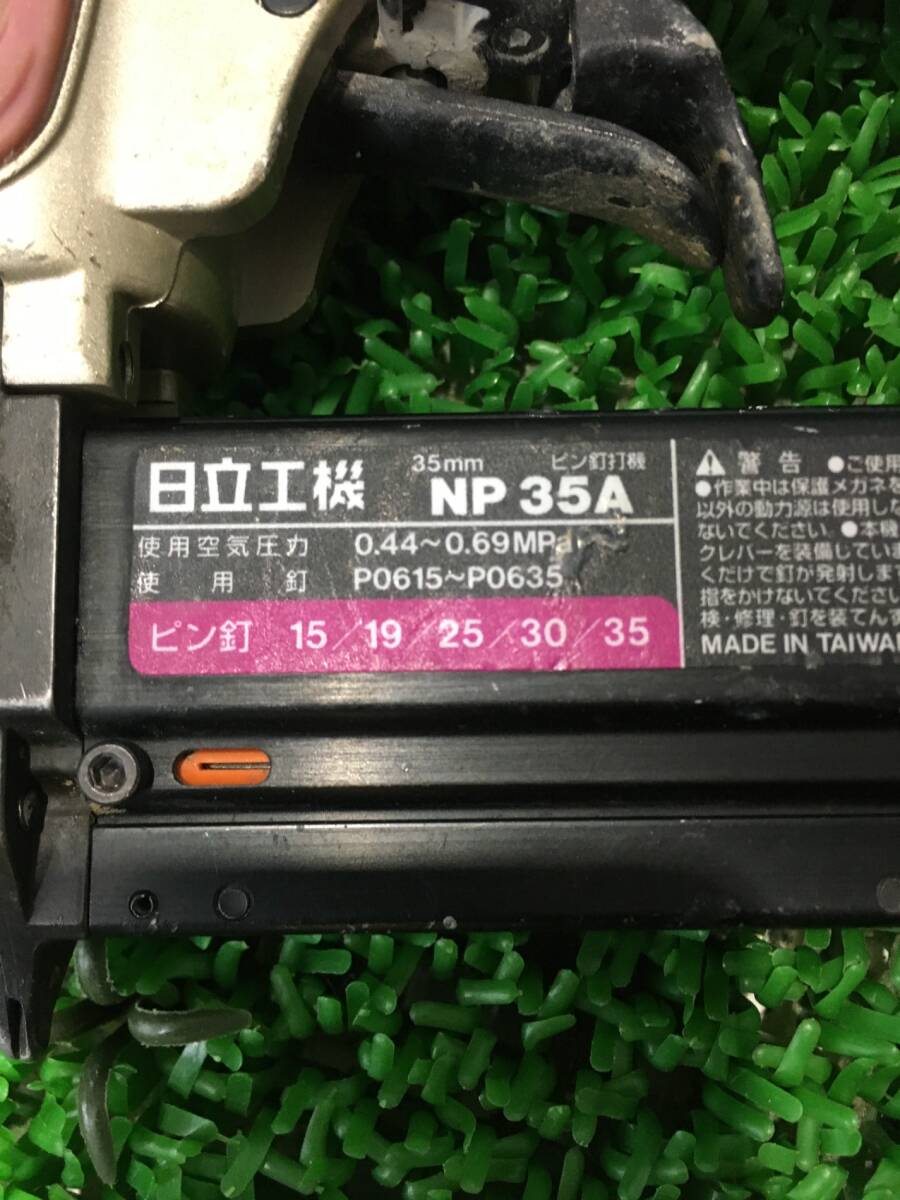 35mm ピン釘打機
日立工機 NP 35A
使用空気圧力 0.44～0.69MPa
使用釘 P0615～P0635
ピン釘 15/19/25/30/35
警告 ●ご使用
●作業中は保護メガネを
以外の動力源は使用しな
ないでください。●本機
クレバーを装備していま
くだけで釘が発射しま
指をかけないでください
検・修理・釘を装てん
MADE IN TAIWAN